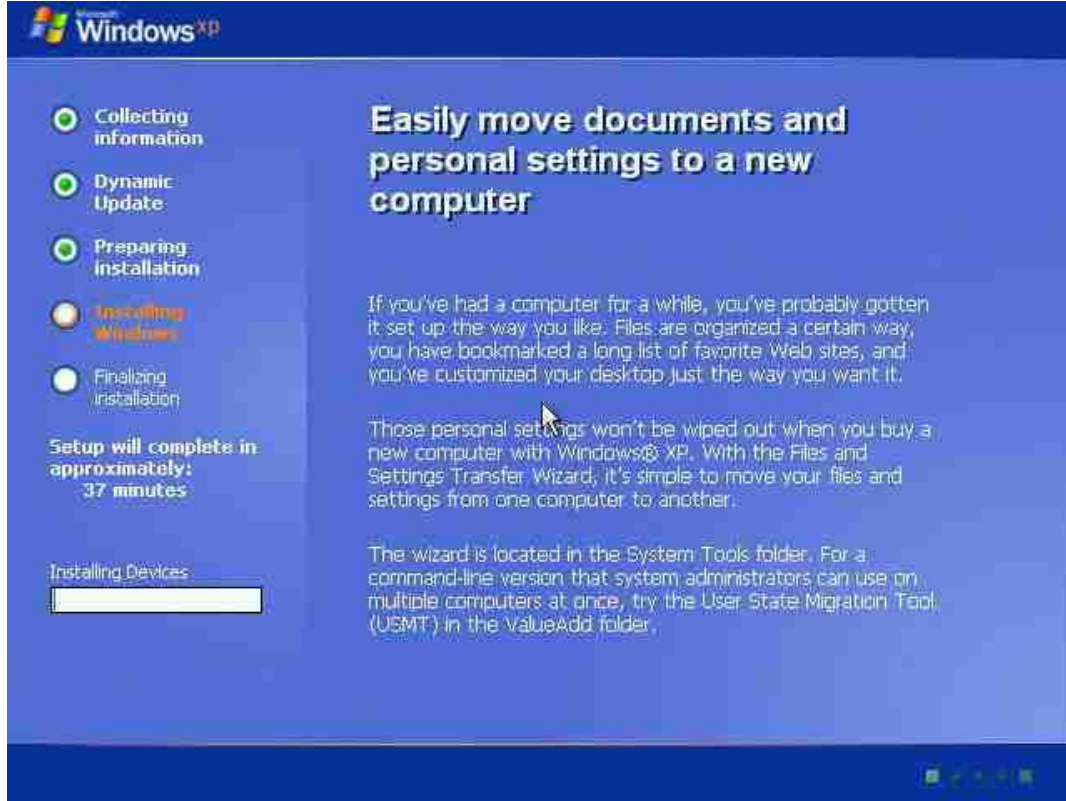 Microsoft
Windows xp
Collecting
information
Dynamic
Update
Preparing
installation
Installing
Windows
Finalizing
installation
Setup will complete in
approximately:
37 minutes
Installing Devices
Easily move documents and
personal settings to a new
computer
If you've had a computer for a while, you've probably gotten
it set up the way you like. Files are organized a certain way,
you have bookmarked a long list of favorite Web sites, and
you've customized your desktop just the way you want it.
Those personal settings won't be wiped out when you buy a
new computer with Windows® XP. With the Files and
Settings Transfer Wizard, it's simple to move your files and
settings from one computer to another.
The wizard is located in the System Tools folder. For a
command-line version that system administrators can use on
multiple computers at once, try the User State Migration Tool
(USMT) in the ValueAdd folder.